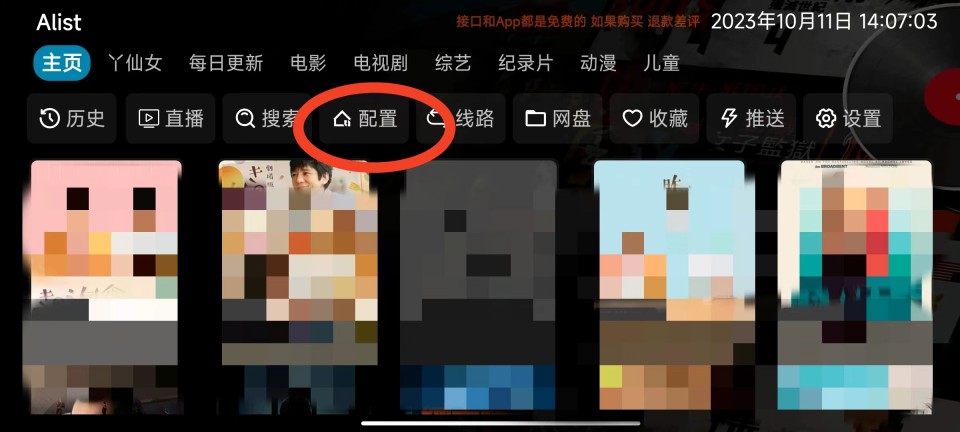 Alist
接口和App都是免费的 如果购买 退款差评
2023年10月11日 14:07:03
主页 丫仙女 每日更新 电影 电视剧 综艺 纪录片 动漫 儿童
历史 直播 搜索 配置 线路 网盘 收藏 推送 设置